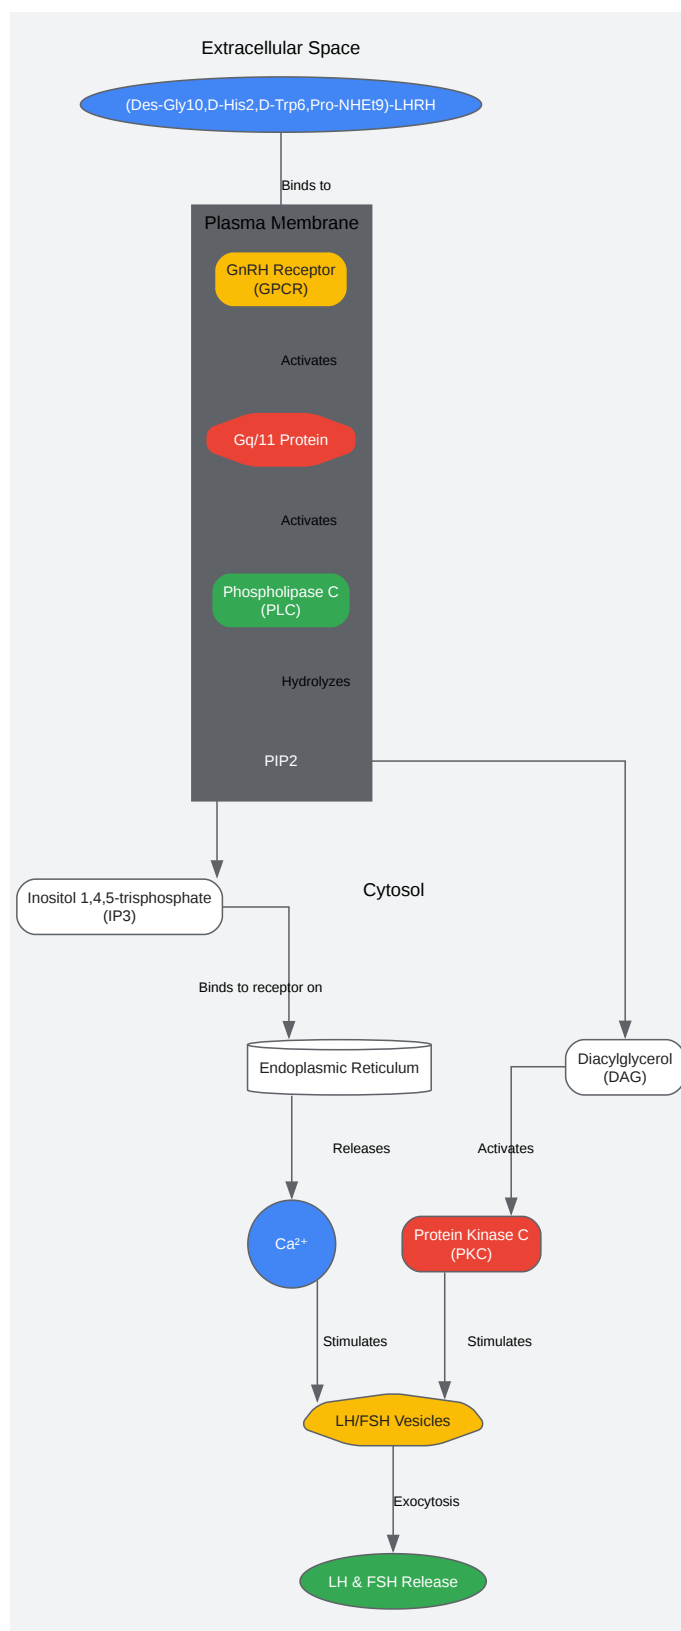 Extracellular Space
(Des-Gly10,D-His2,D-Trp6,Pro-NHEt9)-LHRH
Binds to
Plasma Membrane
GnRH Receptor
(GPCR)
Activates
Gq/11 Protein
Activates
Phospholipase C
(PLC)
Hydrolyzes
PIP2
Inositol 1,4,5-trisphosphate
(IP3)
Cytosol
Binds to receptor on
Endoplasmic Reticulum
Diacylglycerol
(DAG)
Releases
Activates
Ca²⁺
Protein Kinase C
(PKC)
Stimulates
Stimulates
LH/FSH Vesicles
Exocytosis
LH & FSH Release